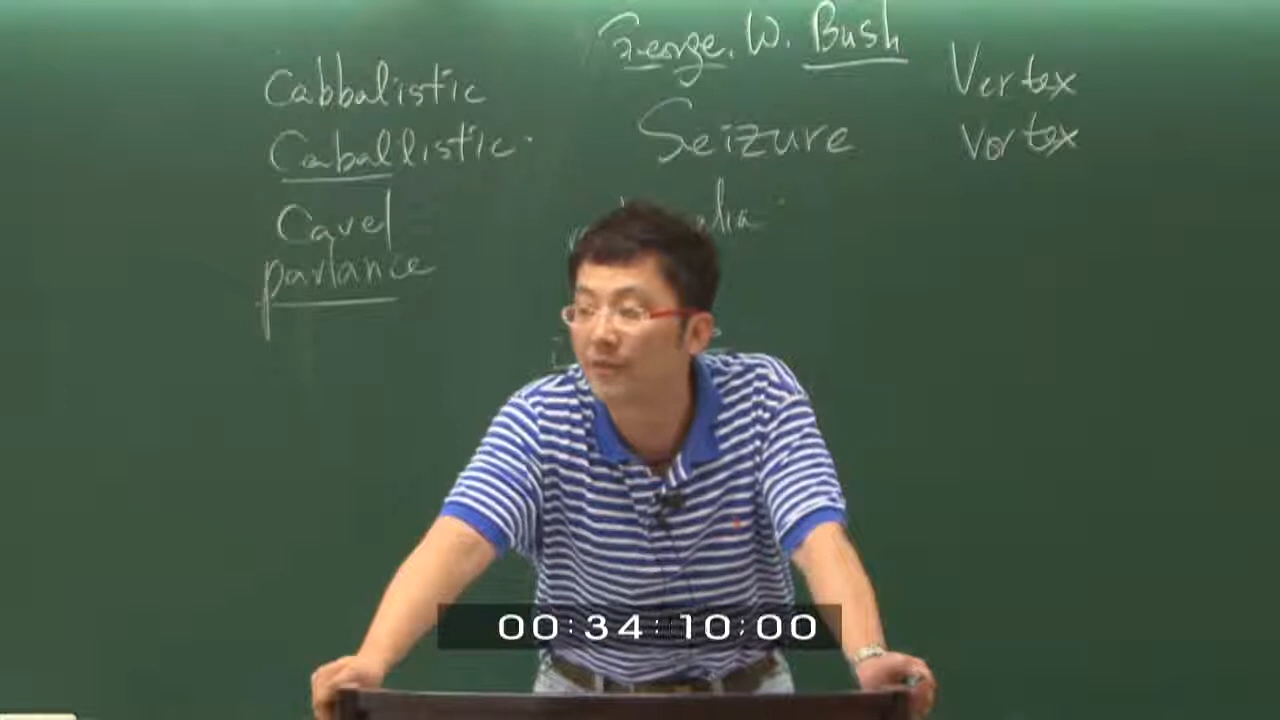 Cabbalistic
Caballistic.
Cavel
parlance
George. W. Bush
Seizure
Vertex
Vortex
00:34:10:00